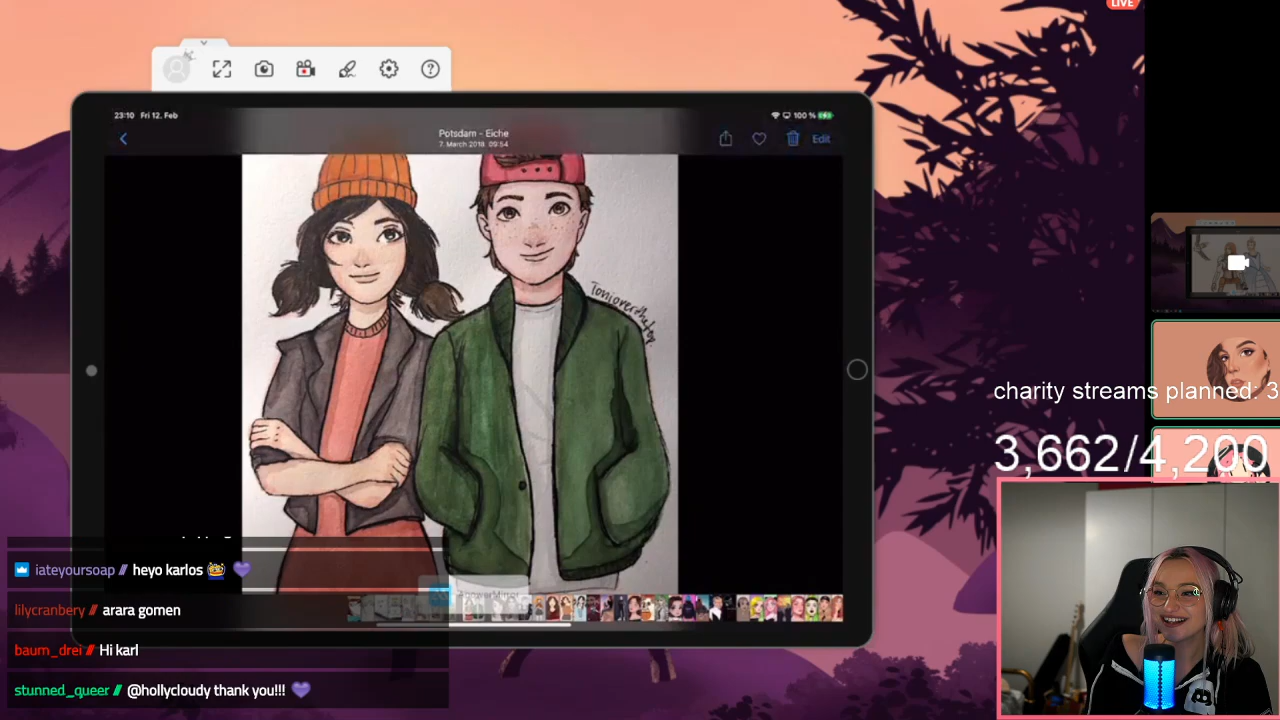 LIVE
23:10 Fri 12. Feb
100 %
Potsdam - Eiche
7. March 2018 09:54
Edit
charity streams planned: 3
3,662/4,200
iateyoursoap // heyo karlos
lilycranbery // arara gomen
baum_drei // Hi karl
stunned_queer // @hollycloudy thank you!!!